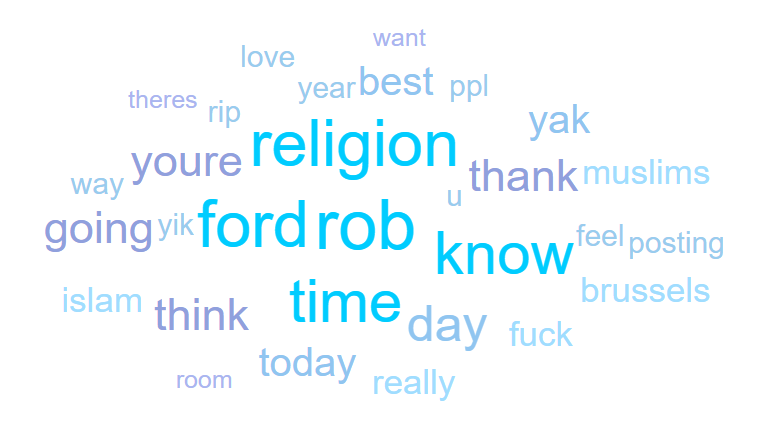 want
love
year best ppl
theres
rip
yak
religion
youre
thank muslims
way
u
going yik ford rob
know feel posting
islam
time
brussels
think
day fuck
today
room
really